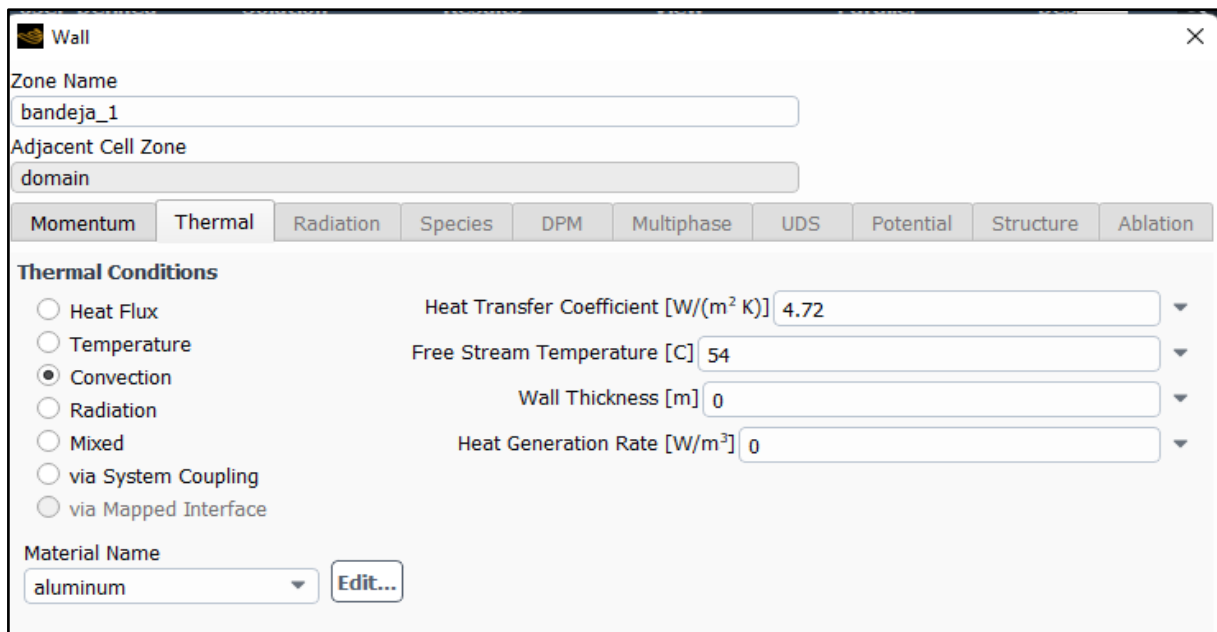 Wall
Zone Name
bandeja_1
Adjacent Cell Zone
domain
Momentum Thermal Radiation Species DPM Multiphase UDS Potential Structure Ablation
Thermal Conditions
Heat Flux
Temperature
Convection
Radiation
Mixed
via System Coupling
via Mapped Interface
Heat Transfer Coefficient [W/(m² K)] 4.72
Free Stream Temperature [C] 54
Wall Thickness [m] 0
Heat Generation Rate [W/m³] 0
Material Name
aluminum Edit...